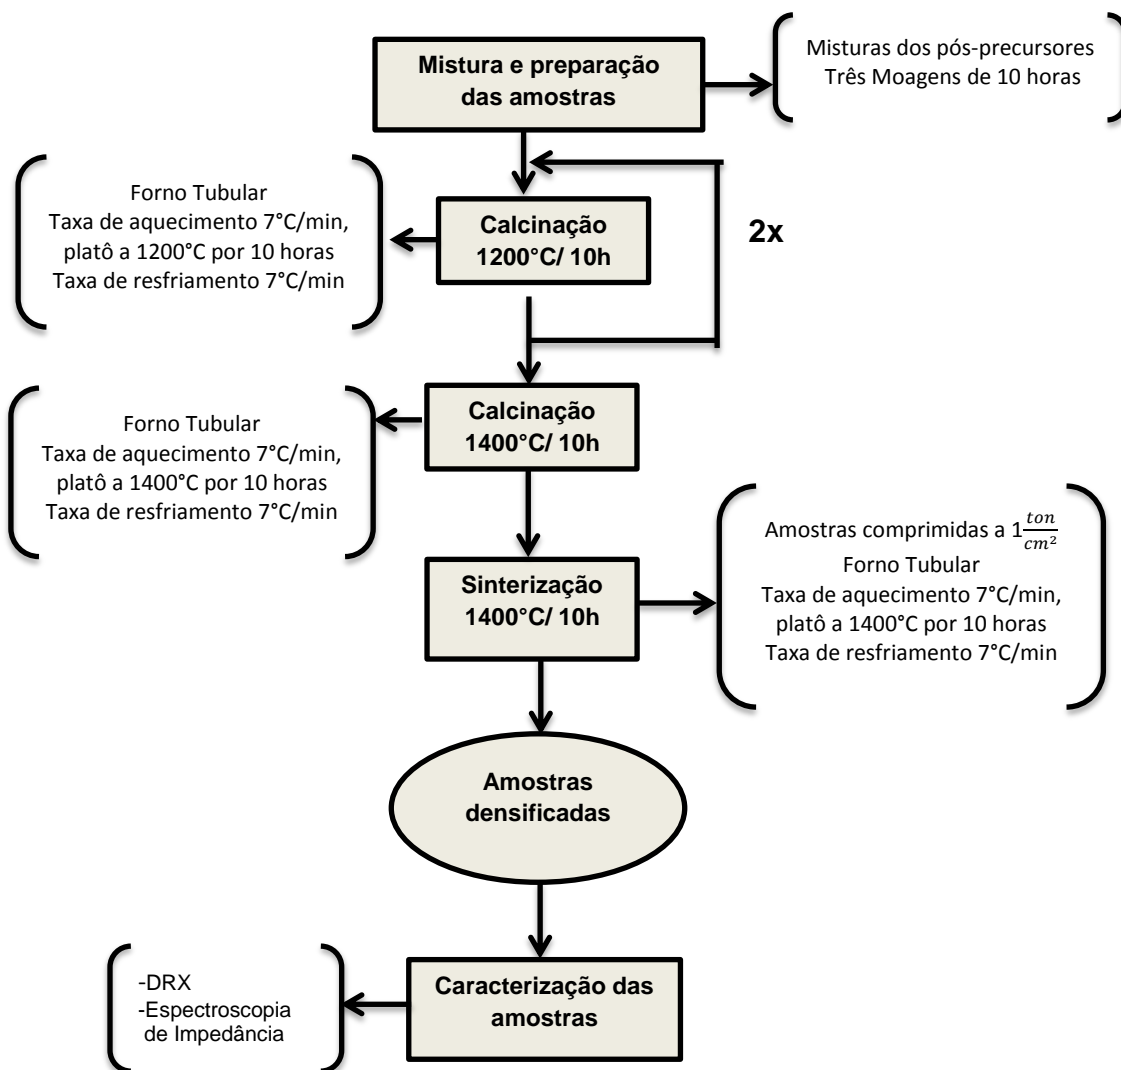 Mistura e preparação
das amostras
Misturas dos pós-precursores
Três Moagens de 10 horas
Forno Tubular
Taxa de aquecimento 7°C/min,
platô a 1200°C por 10 horas
Taxa de resfriamento 7°C/min
Calcinação
1200°C/ 10h
2x
Forno Tubular
Taxa de aquecimento 7°C/min,
platô a 1400°C por 10 horas
Taxa de resfriamento 7°C/min
Calcinação
1400°C/ 10h
Sinterização
1400°C/ 10h
Amostras comprimidas a 1 ton/cm²
Forno Tubular
Taxa de aquecimento 7°C/min,
platô a 1400°C por 10 horas
Taxa de resfriamento 7°C/min
Amostras
densificadas
Caracterização das
amostras
-DRX
-Espectroscopia
de Impedância